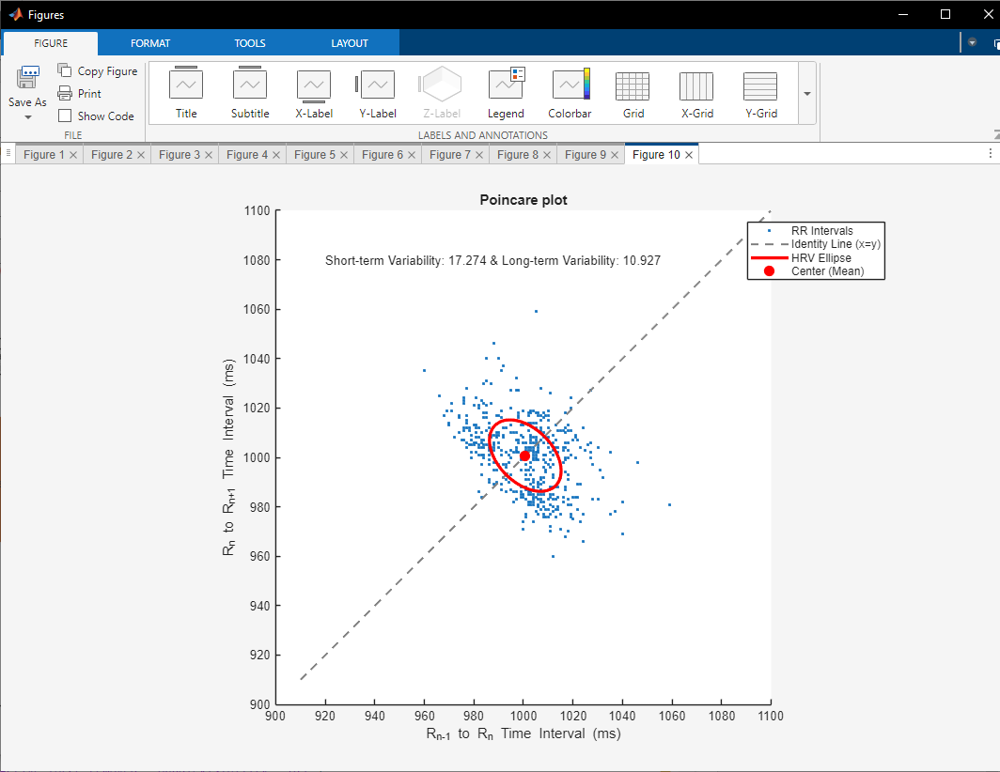 Figures
FIGURE FORMAT TOOLS LAYOUT
Save As
Copy Figure
Print
Show Code
FILE
Title Subtitle X-Label Y-Label Z-Label Legend Colorbar Grid X-Grid Y-Grid
LABELS AND ANNOTATIONS
Figure 1 Figure 2 Figure 3 Figure 4 Figure 5 Figure 6 Figure 7 Figure 8 Figure 9 Figure 10
Poincare plot
Short-term Variability: 17.274 & Long-term Variability: 10.927
RR Intervals
Identity Line (x=y)
HRV Ellipse
Center (Mean)
1100
1080
1060
1040
1020
1000
980
960
940
920
900
Rn to Rn+1 Time Interval (ms)
900 920 940 960 980 1000 1020 1040 1060 1080 1100
Rn-1 to Rn Time Interval (ms)